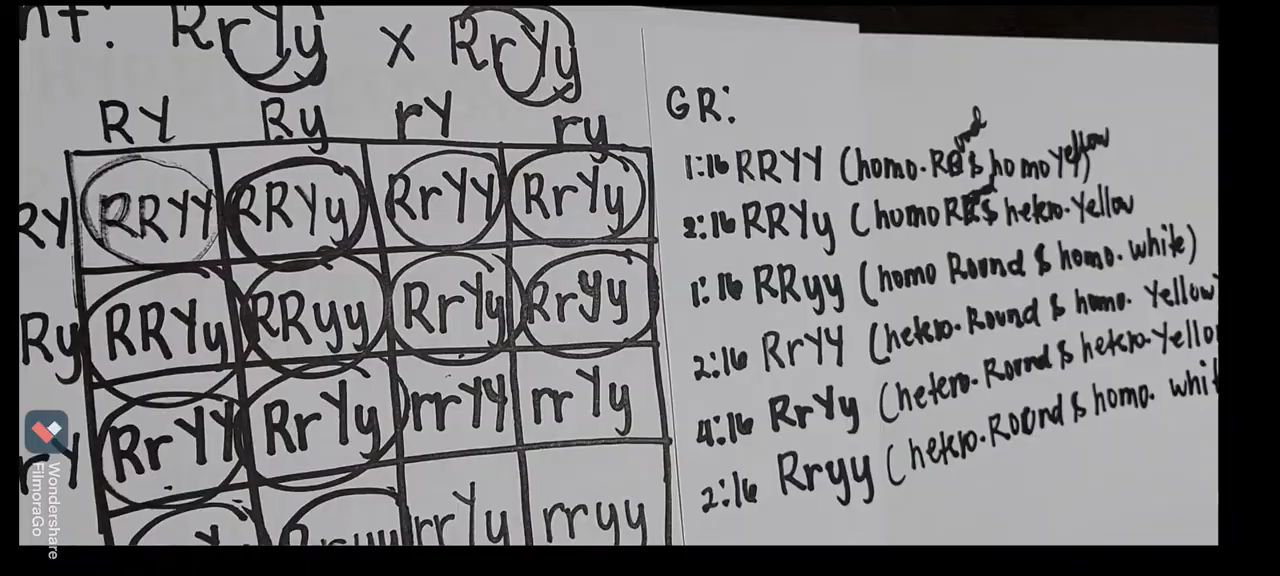 nt: RrYy x RrYy
RY Ry rY ry
RY RRYY RRYy RrYY RrYy
Ry RRYy RRyy RrYy Rryy
rY RrYY RrYy rrYY rrYy
Rryy rrYy rryy
GR:
1:16 RRYY (homo. Round & homo Yellow)
2:16 RRYy (homo & hetero. Yellow
1:16 RRyy (homo Round & homo. white)
2:16 RrYY (hetero. Round & homo. Yellow
4:16 RrYy (hetero. Round & hetero. Yello
2:16 Rryy (hetero. Round & homo. whit
Wondershare
FilmoraGo